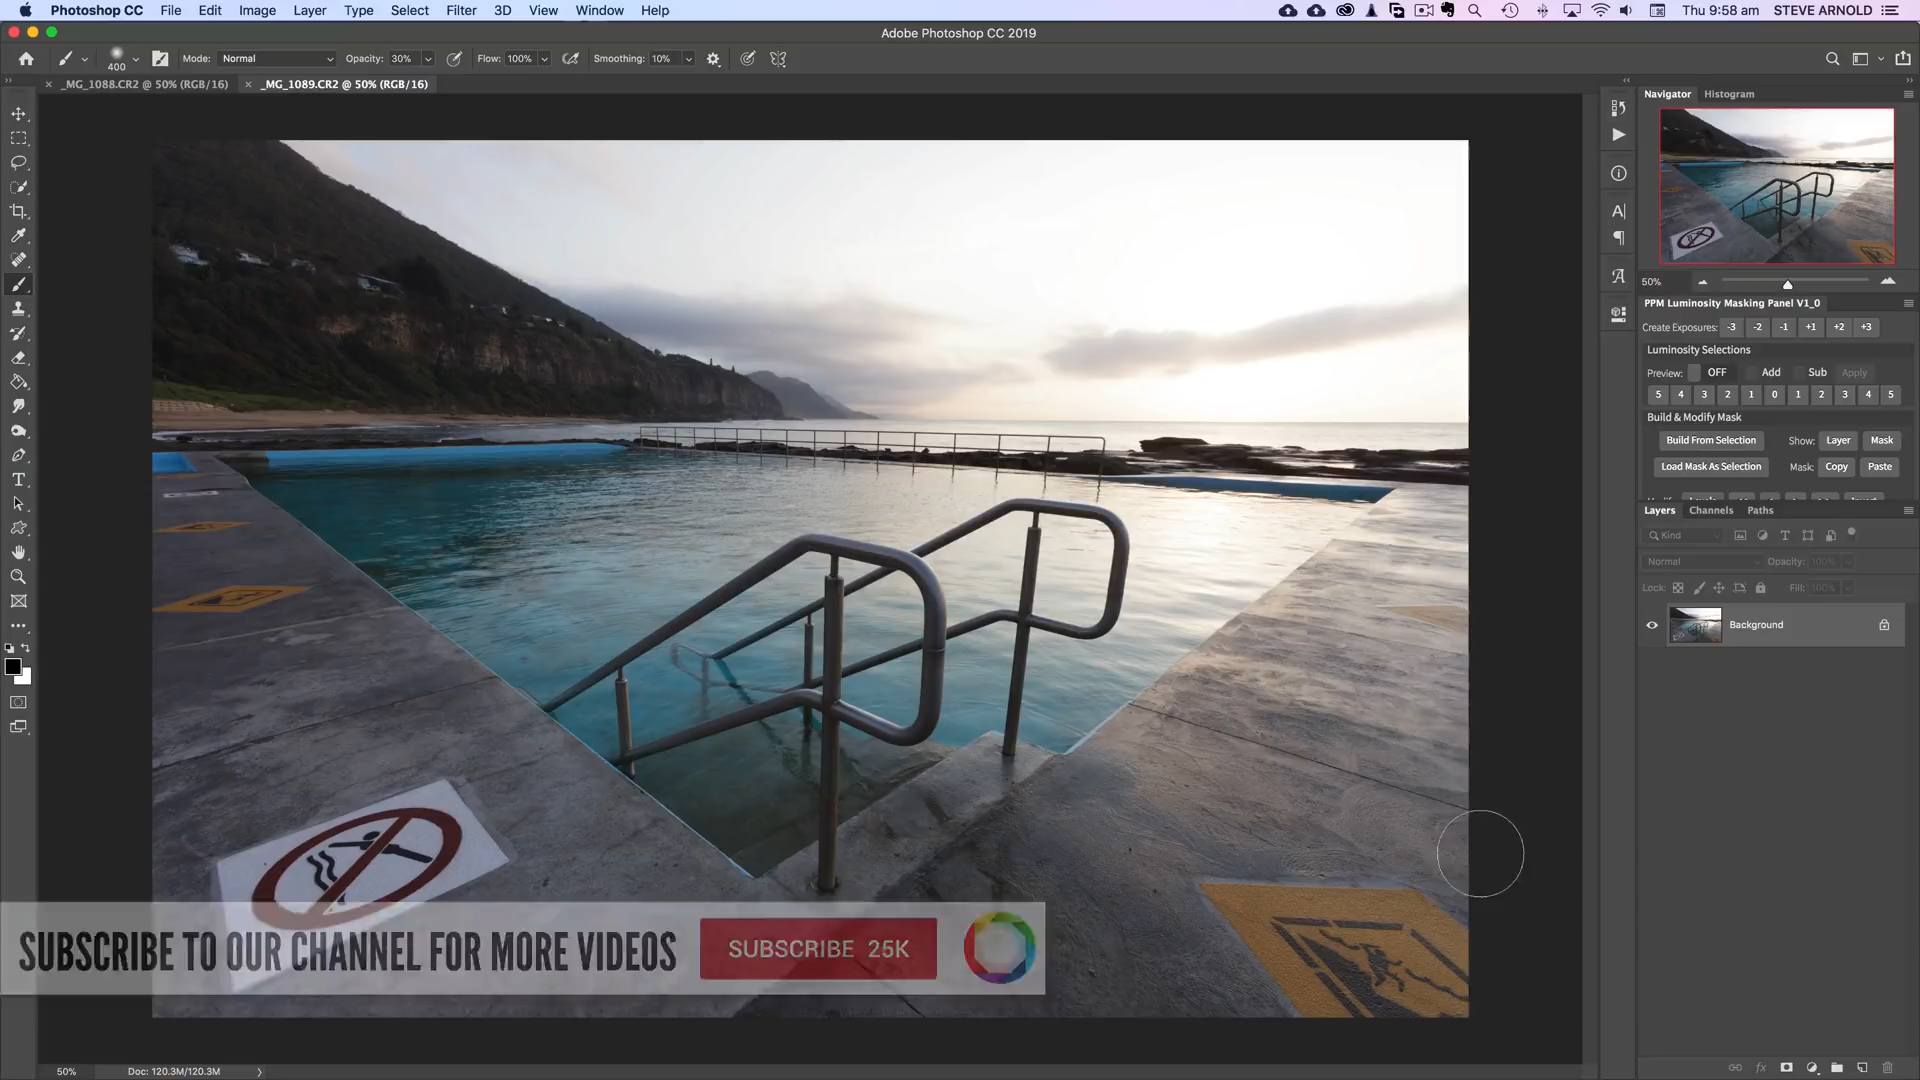 Photoshop CC File Edit Image Layer Type Select Filter 3D View Window Help Thu 9:58 am STEVE ARNOLD
Adobe Photoshop CC 2019
400 Mode: Normal Opacity: 30% Flow: 100% Smoothing: 10%
_MG_1088.CR2 @ 50% (RGB/16) _MG_1089.CR2 @ 50% (RGB/16)
Navigator Histogram
50%
PPM Luminosity Masking Panel V1_0
Create Exposures: -3 -2 -1 +1 +2 +3
Luminosity Selections
Preview: OFF Add Sub Apply
5 4 3 2 1 0 1 2 3 4 5
Build & Modify Mask
Build From Selection Show: Layer Mask
Load Mask As Selection Mask: Copy Paste
Layers Channels Paths
Kind
Normal Opacity: 100%
Lock: Fill: 100%
Background
SUBSCRIBE TO OUR CHANNEL FOR MORE VIDEOS SUBSCRIBE 25K
50% Doc: 120.3M/120.3M